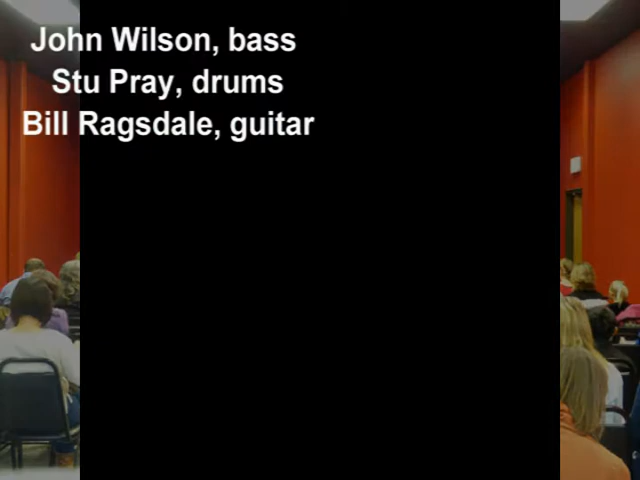 John Wilson, bass
Stu Pray, drums
Bill Ragsdale, guitar